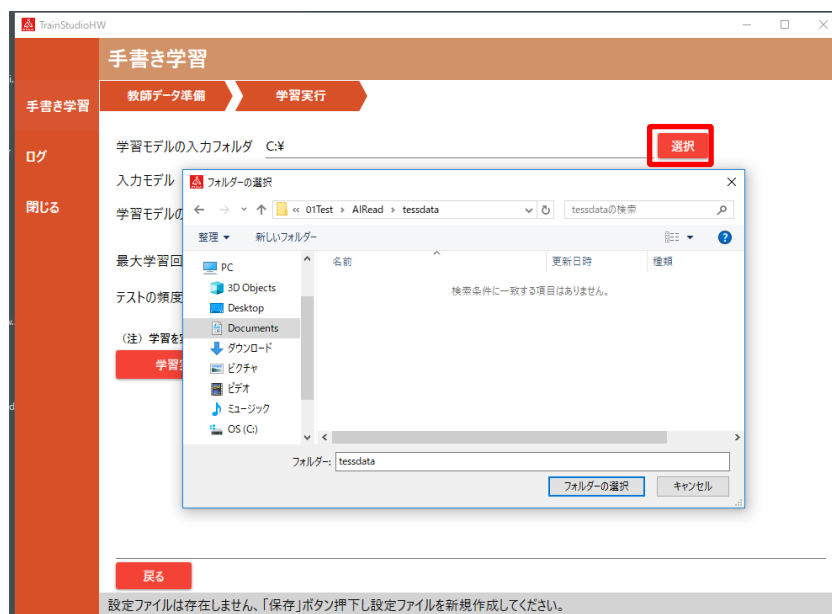 TrainStudioHW
手書き学習
手書き学習
ログ
閉じる
教師データ準備
学習実行
学習モデルの入力フォルダ C:¥
選択
入力モデル
学習モデルの
最大学習回
テストの頻度
(注) 学習を
学習
フォルダーの選択
« 01Test › AIRead › tessdata
tessdataの検索
整理
新しいフォルダー
名前
更新日時
種類
検索条件に一致する項目はありません。
PC
3D Objects
Desktop
Documents
ダウンロード
ピクチャ
ビデオ
ミュージック
OS (C:)
フォルダー: tessdata
フォルダーの選択
キャンセル
戻る
設定ファイルは存在しません、「保存」ボタン押下し設定ファイルを新規作成してください。